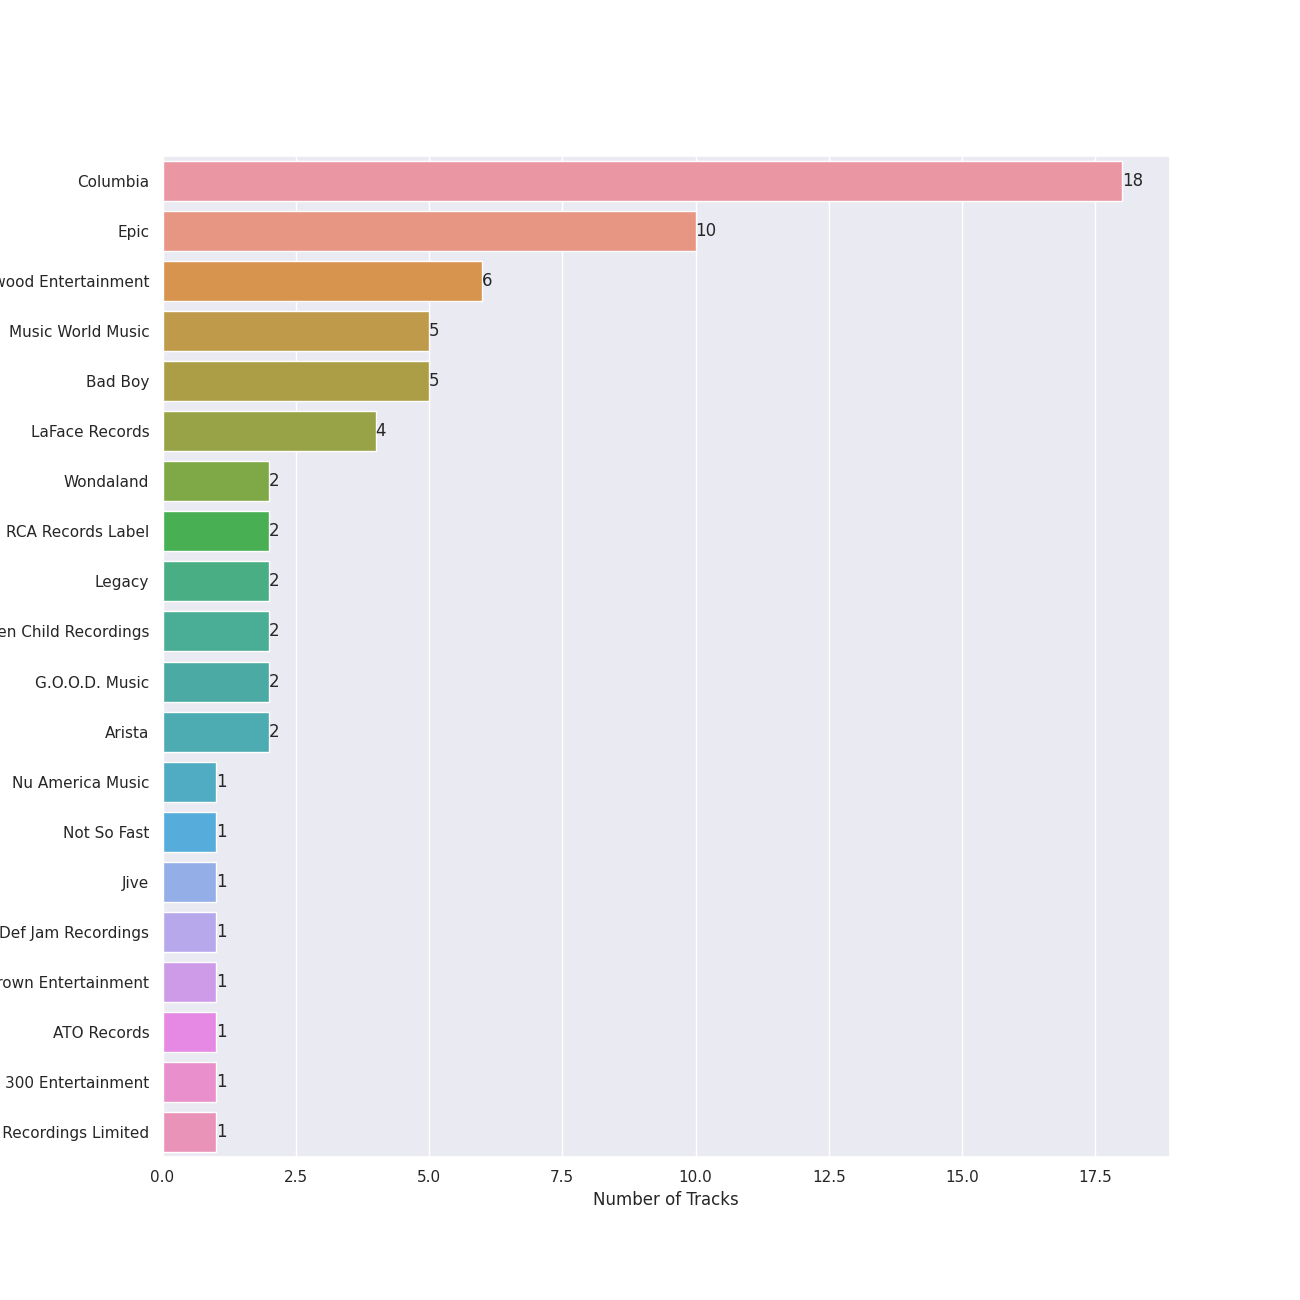 Columbia 18
Epic 10
Entertainment 6
Music World Music 5
Bad Boy 5
LaFace Records 4
Wondaland 2
RCA Records Label 2
Legacy 2
Child Recordings 2
G.O.O.D. Music 2
Arista 2
Nu America Music 1
Not So Fast 1
Jive 1
Def Jam Recordings 1
Entertainment 1
ATO Records 1
300 Entertainment 1
Recordings Limited 1
0.0 2.5 5.0 7.5 10.0 12.5 15.0 17.5
Number of Tracks